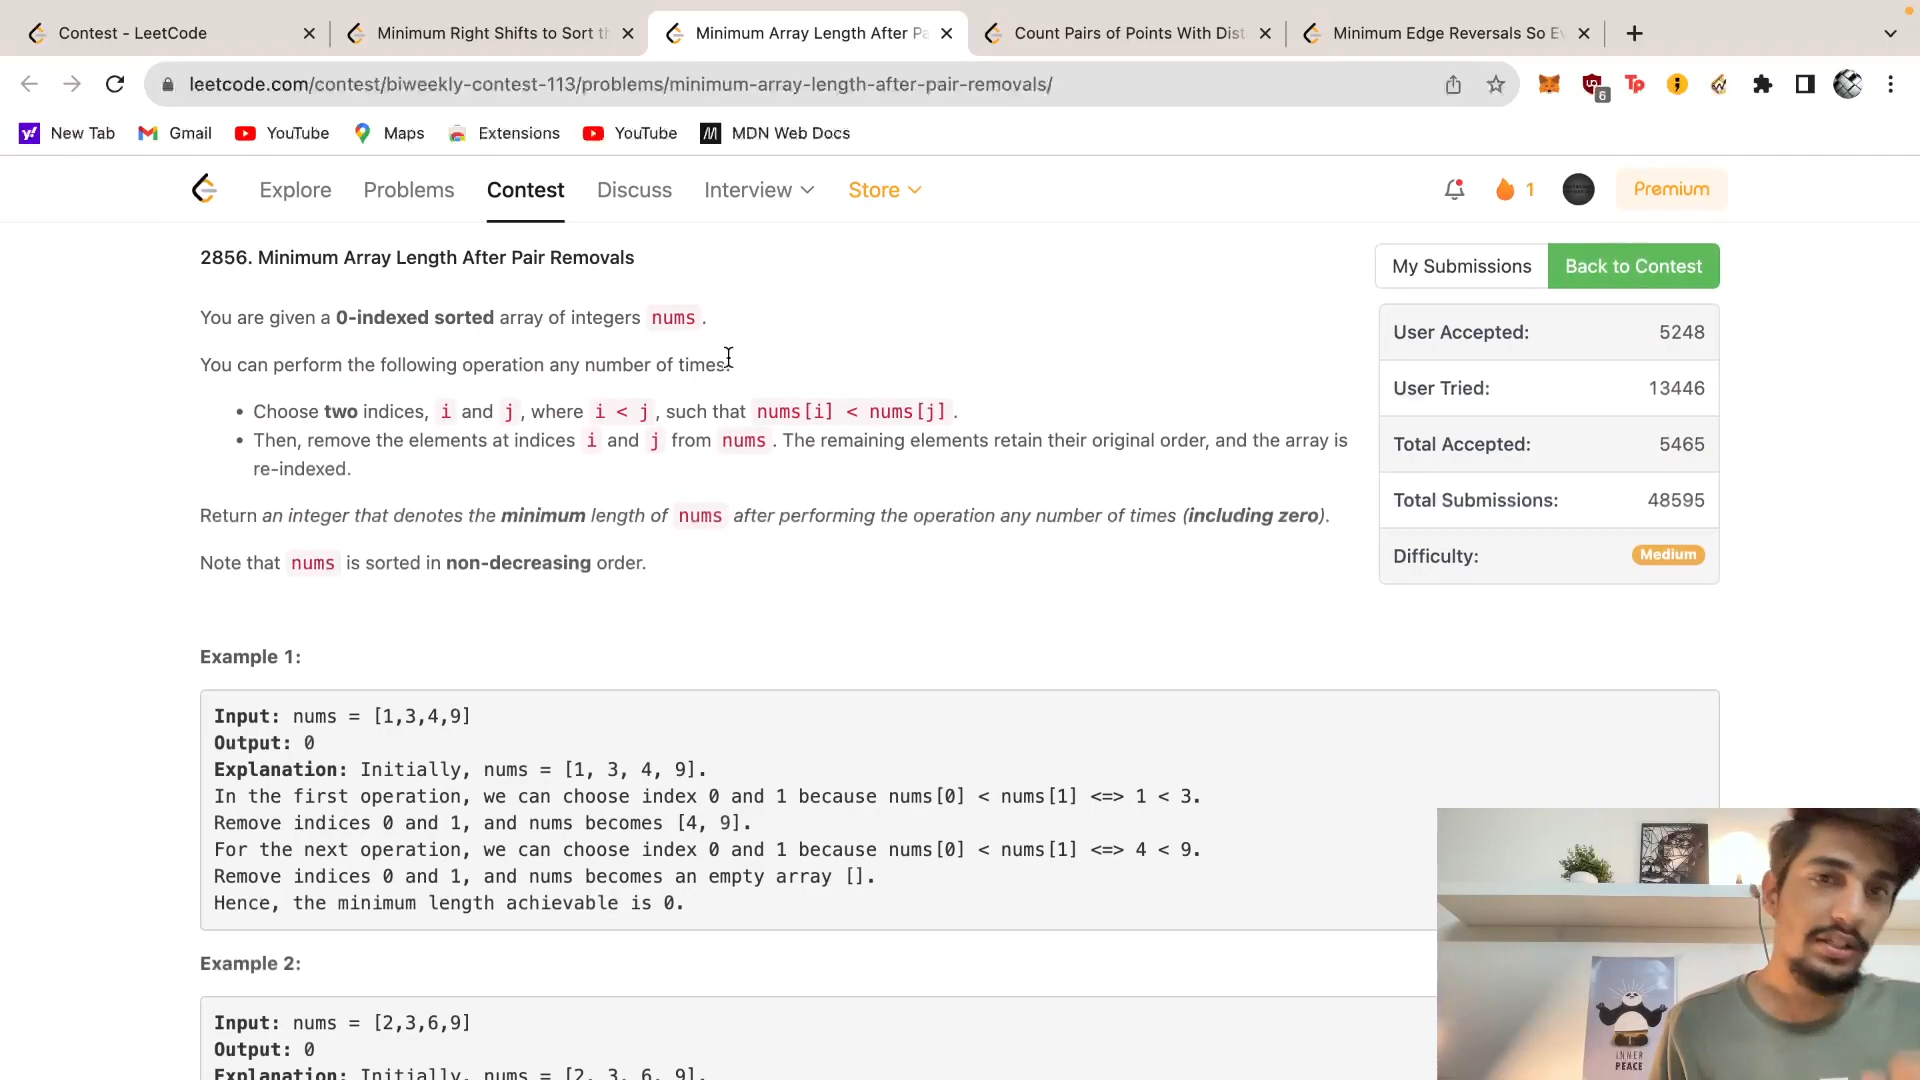 Contest - LeetCode
Minimum Right Shifts to Sort th
Minimum Array Length After Pa
Count Pairs of Points With Dist
Minimum Edge Reversals So Ev
leetcode.com/contest/biweekly-contest-113/problems/minimum-array-length-after-pair-removals/
6
New Tab
Gmail
YouTube
Maps
Extensions
YouTube
MDN Web Docs
Explore
Problems
Contest
Discuss
Interview
Store
1
Premium
2856. Minimum Array Length After Pair Removals
My Submissions
Back to Contest
You are given a 0-indexed sorted array of integers nums.
You can perform the following operation any number of times:
• Choose two indices, i and j, where i < j, such that nums[i] < nums[j].
• Then, remove the elements at indices i and j from nums. The remaining elements retain their original order, and the array is
re-indexed.
Return an integer that denotes the minimum length of nums after performing the operation any number of times (including zero).
Note that nums is sorted in non-decreasing order.
User Accepted: 5248
User Tried: 13446
Total Accepted: 5465
Total Submissions: 48595
Difficulty: Medium
Example 1:
Input: nums = [1,3,4,9]
Output: 0
Explanation: Initially, nums = [1, 3, 4, 9].
In the first operation, we can choose index 0 and 1 because nums[0] < nums[1] <=> 1 < 3.
Remove indices 0 and 1, and nums becomes [4, 9].
For the next operation, we can choose index 0 and 1 because nums[0] < nums[1] <=> 4 < 9.
Remove indices 0 and 1, and nums becomes an empty array [].
Hence, the minimum length achievable is 0.
Example 2:
Input: nums = [2,3,6,9]
Output: 0
Explanation: Initially, nums = [2, 3, 6, 9].
INNER
PEACE